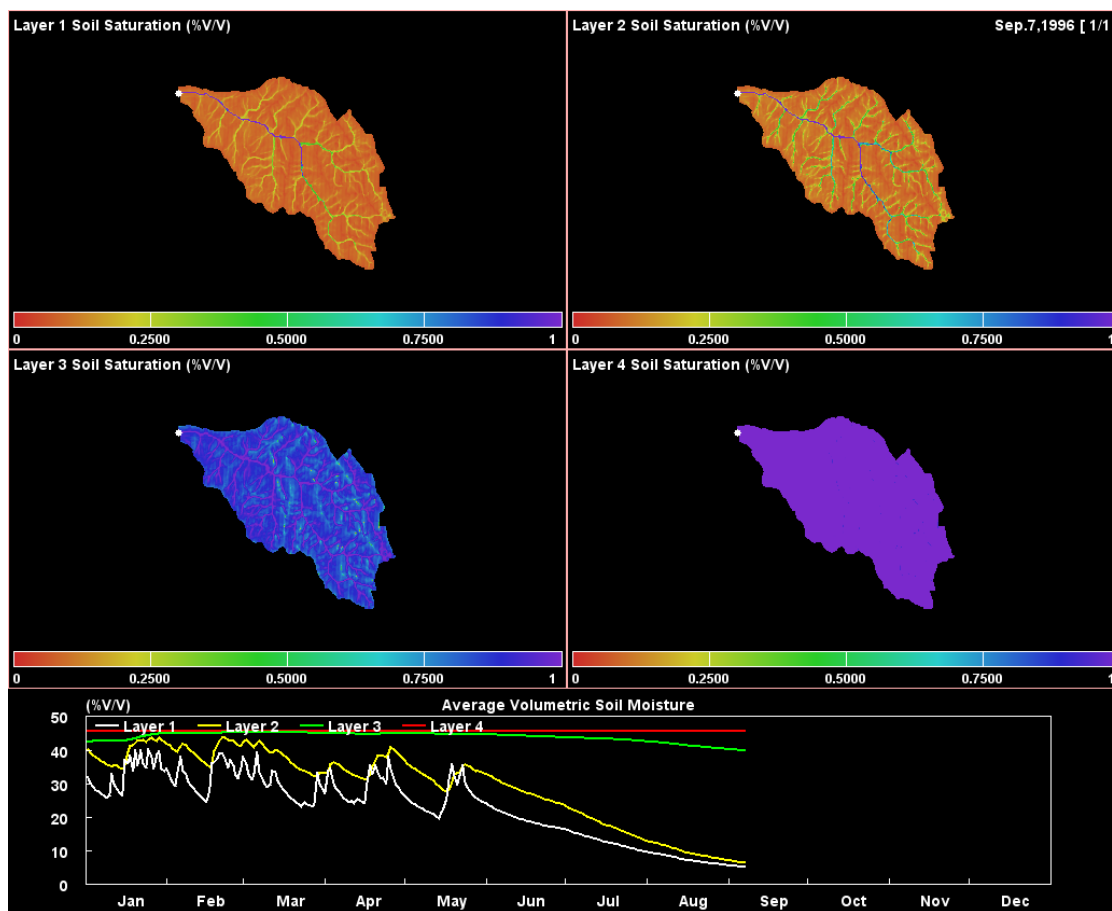 Layer 1 Soil Saturation (%V/V)
Layer 2 Soil Saturation (%V/V) Sep.7,1996 [ 1/1
0 0.2500 0.5000 0.7500 1
0 0.2500 0.5000 0.7500 1
Layer 3 Soil Saturation (%V/V)
Layer 4 Soil Saturation (%V/V)
0 0.2500 0.5000 0.7500 1
0 0.2500 0.5000 0.7500 1
(%V/V) Average Volumetric Soil Moisture
50
Layer 1 Layer 2 Layer 3 Layer 4
40
30
20
10
0
Jan Feb Mar Apr May Jun Jul Aug Sep Oct Nov Dec